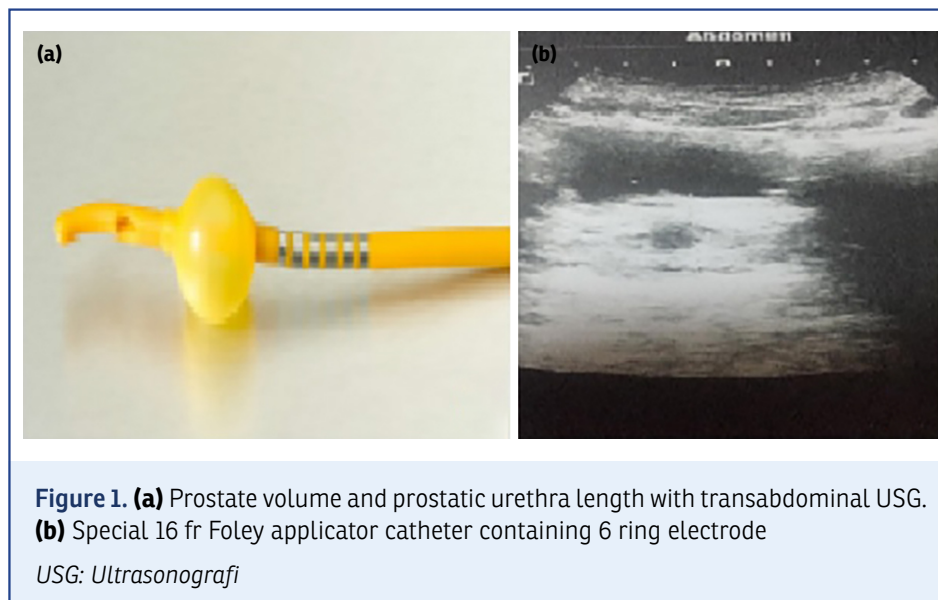 (a)
(b)
Abdomen
Figure 1. (a) Prostate volume and prostatic urethra length with transabdominal USG.
(b) Special 16 fr Foley applicator catheter containing 6 ring electrode
USG: Ultrasonografi